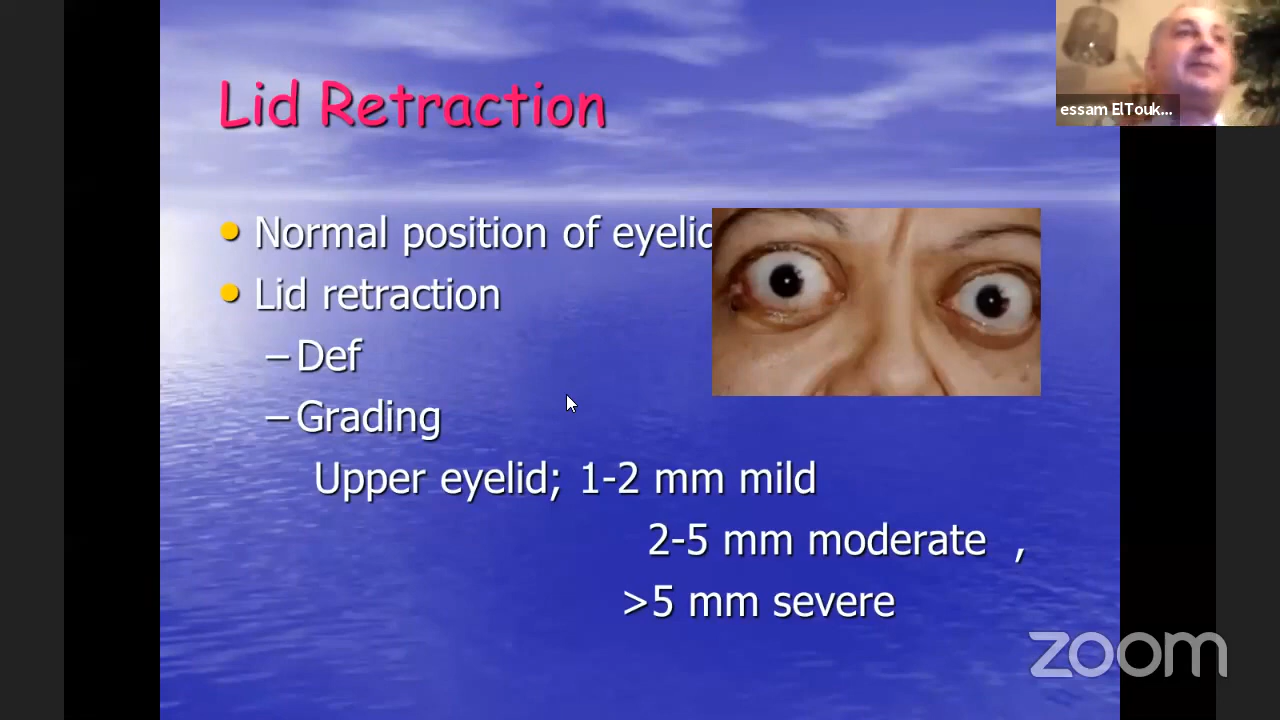 Lid Retraction
essam ElTouk...
Normal position of eyelid
Lid retraction
– Def
– Grading
Upper eyelid; 1-2 mm mild
2-5 mm moderate ,
>5 mm severe
zoom